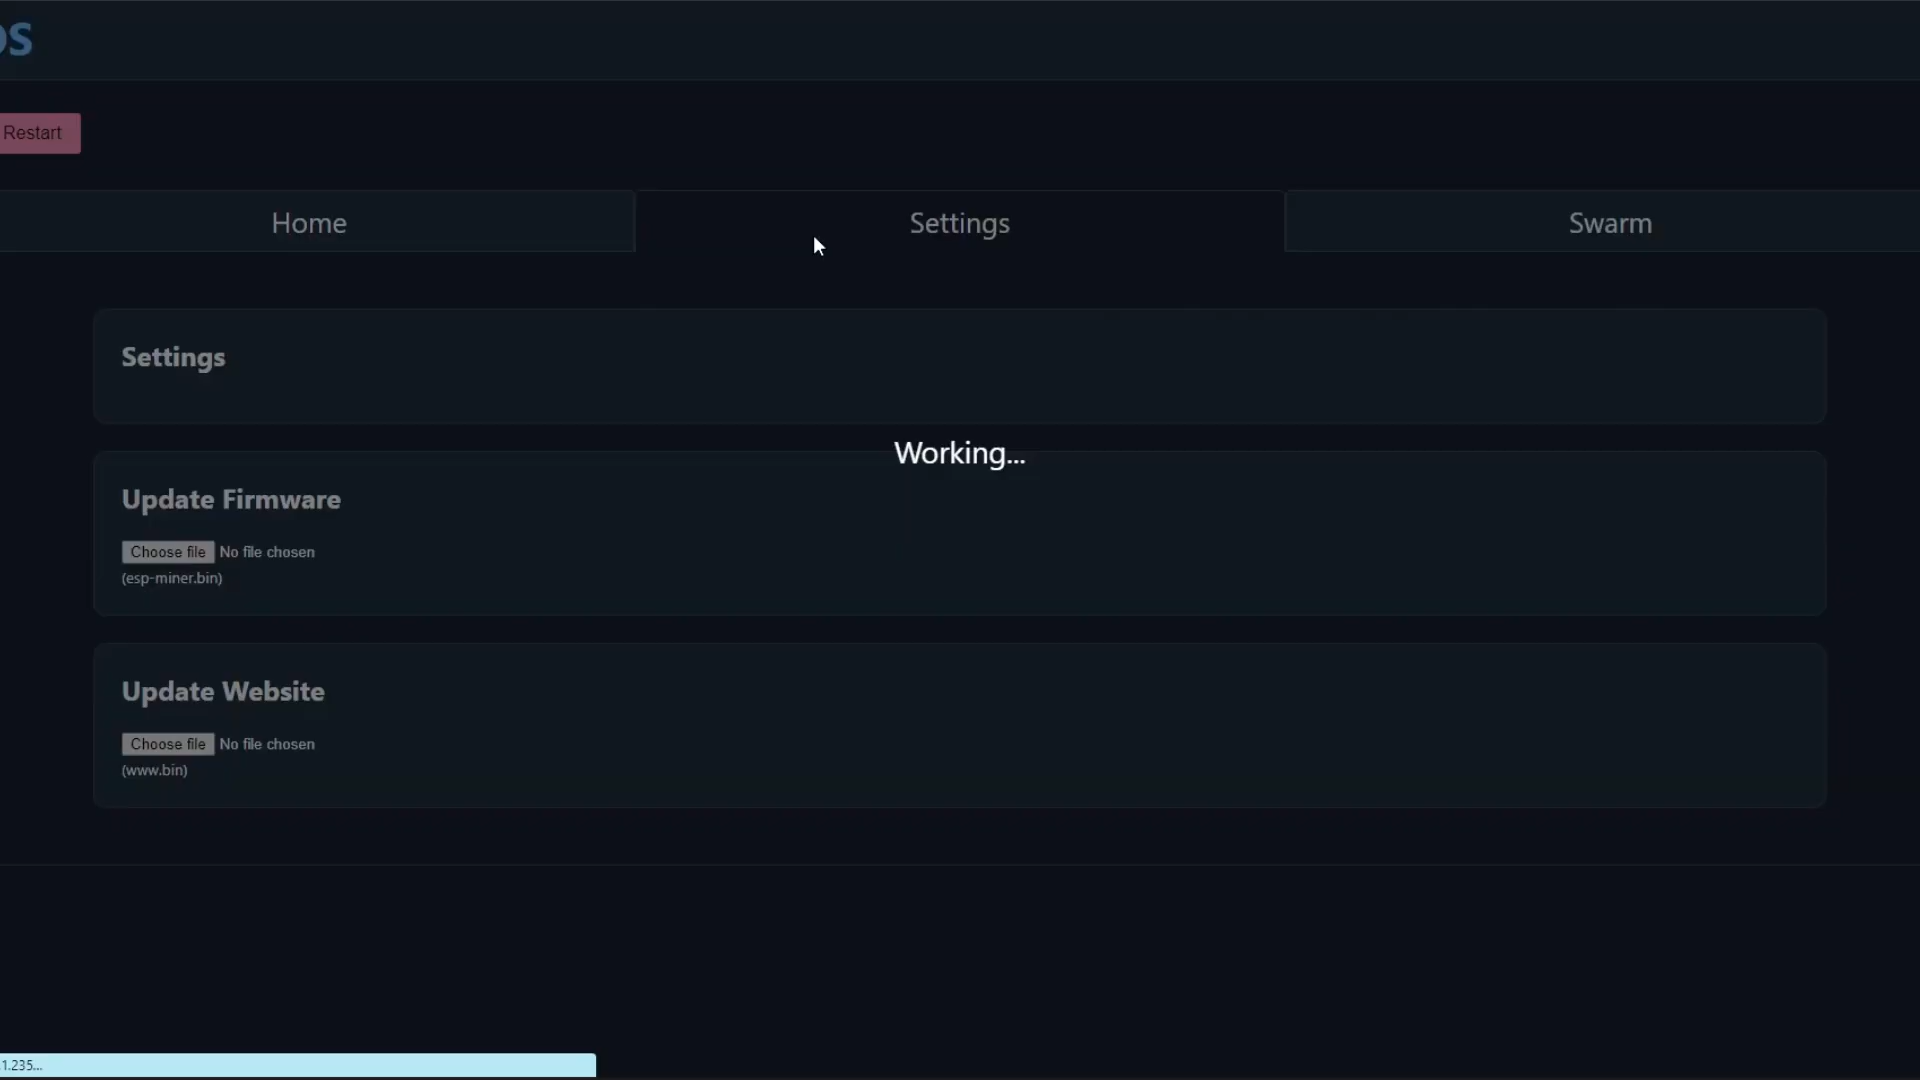 OS
Restart
Home
Settings
Swarm
Settings
Working...
Update Firmware
Choose file No file chosen
(esp-miner.bin)
Update Website
Choose file No file chosen
(www.bin)
1.235...